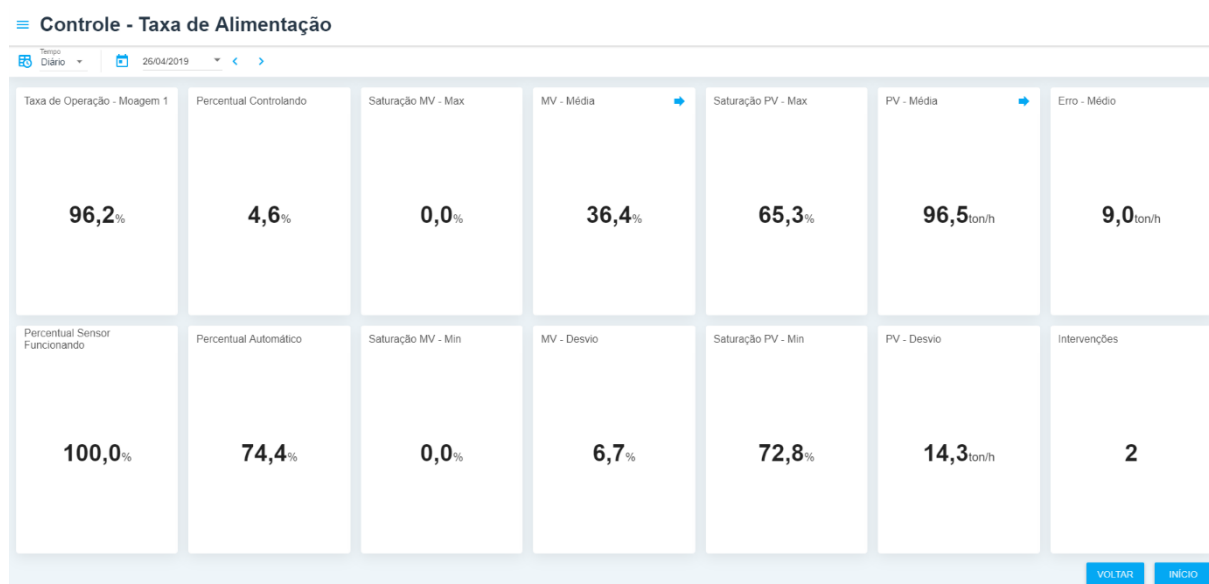 Controle - Taxa de Alimentação
Tempo
Diário
26/04/2019
Taxa de Operação - Moagem 1
96,2%
Percentual Controlando
4,6%
Saturação MV - Max
0,0%
MV - Média
36,4%
Saturação PV - Max
65,3%
PV - Média
96,5ton/h
Erro - Médio
9,0ton/h
Percentual Sensor
Funcionando
100,0%
Percentual Automático
74,4%
Saturação MV - Min
0,0%
MV - Desvio
6,7%
Saturação PV - Min
72,8%
PV - Desvio
14,3ton/h
Intervenções
2
VOLTAR
INÍCIO